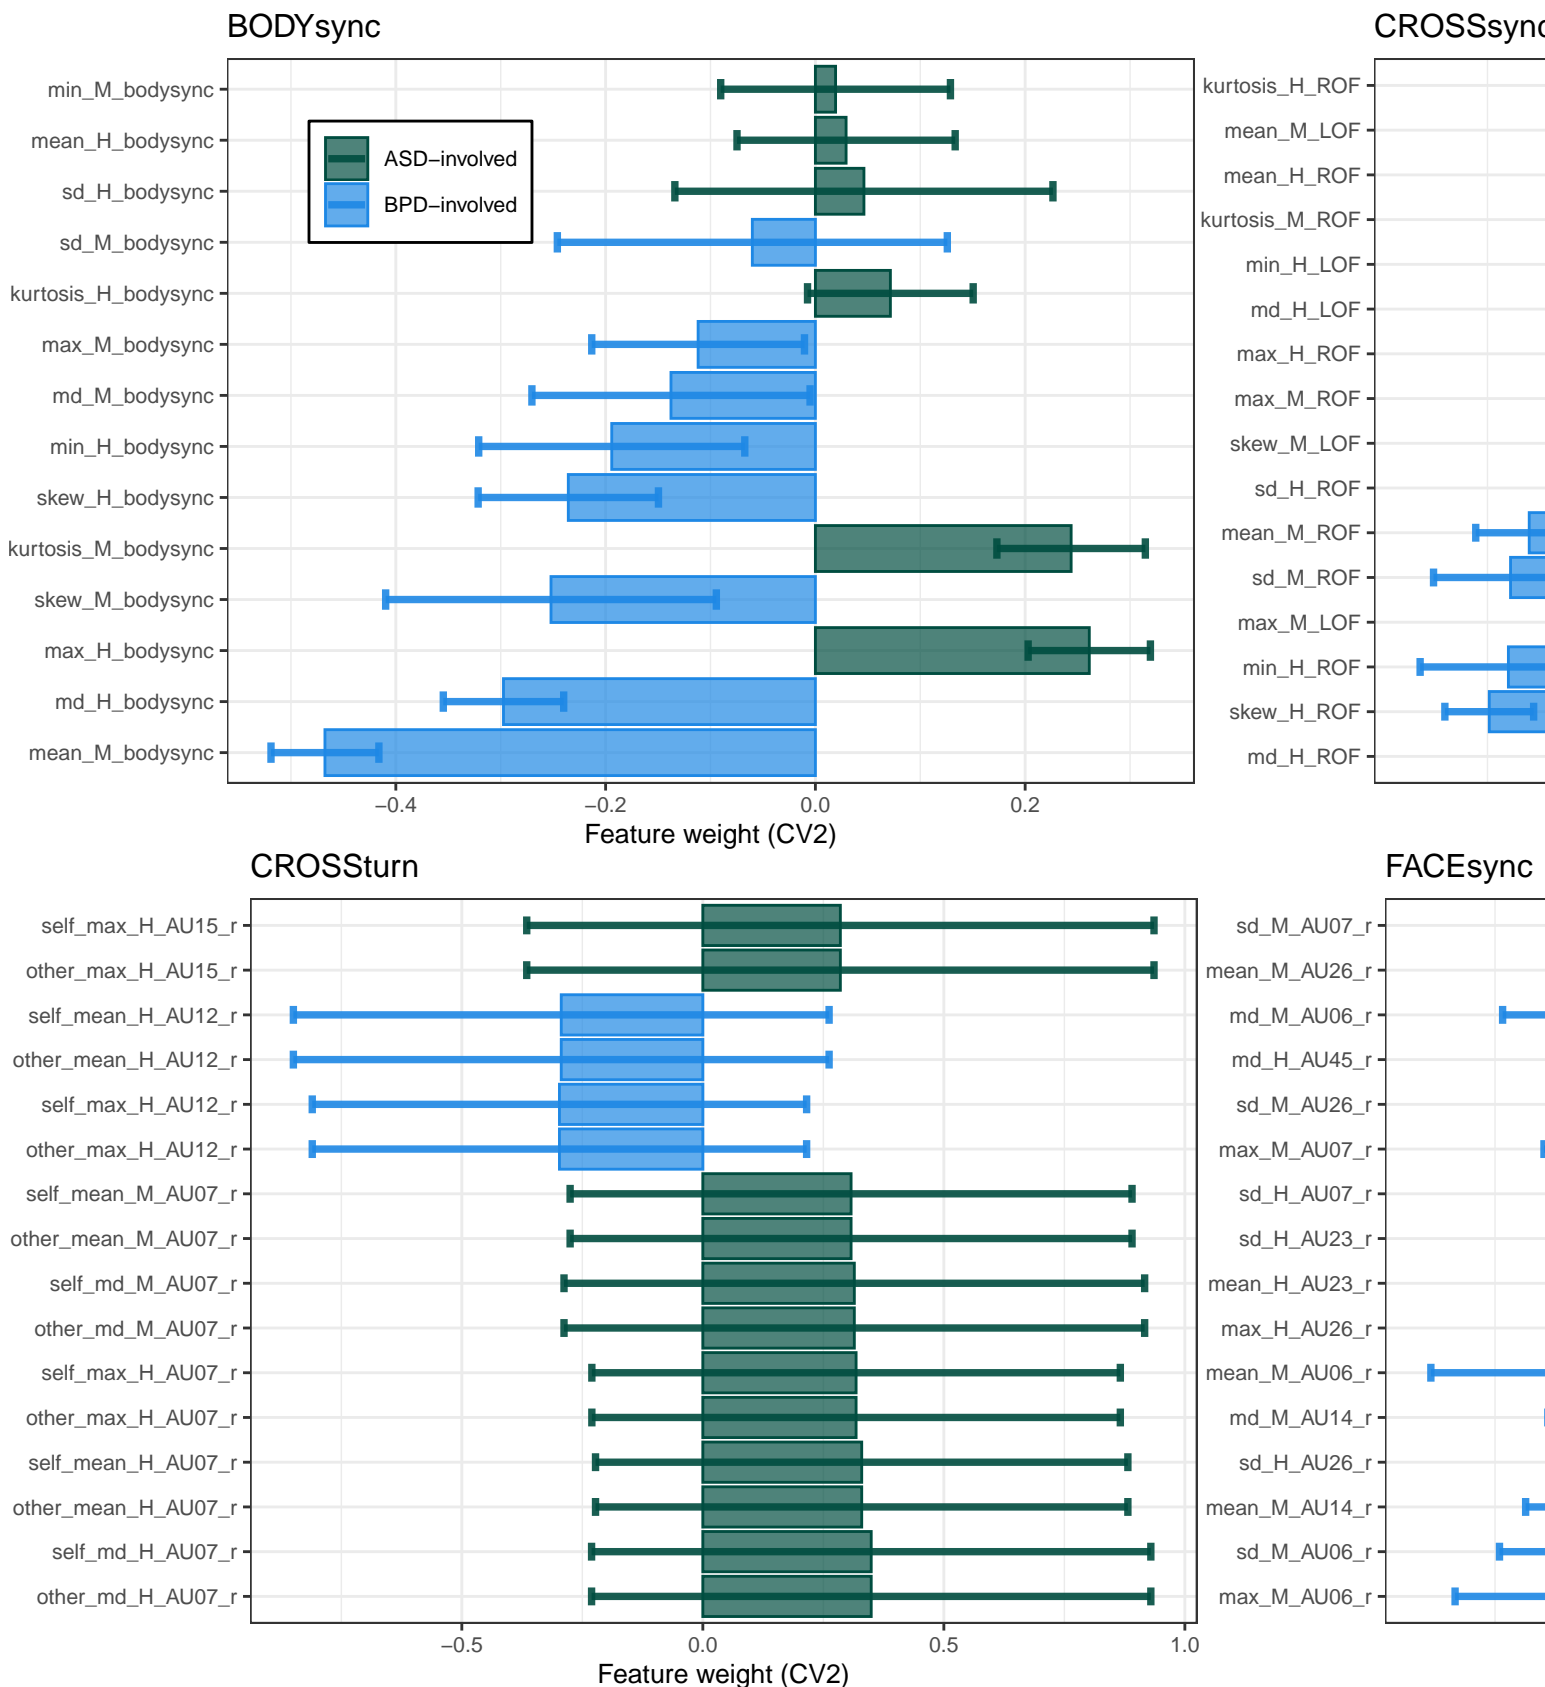 BODYsync
min_M_bodysync
mean_H_bodysync
sd_H_bodysync
sd_M_bodysync
kurtosis_H_bodysync
max_M_bodysync
md_M_bodysync
min_H_bodysync
skew_H_bodysync
kurtosis_M_bodysync
skew_M_bodysync
max_H_bodysync
md_H_bodysync
mean_M_bodysync
ASD−involved
BPD−involved
−0.4 −0.2 0.0 0.2
Feature weight (CV2)
CROSSsync
kurtosis_H_ROF
mean_M_LOF
mean_H_ROF
kurtosis_M_ROF
min_H_LOF
md_H_LOF
max_H_ROF
max_M_ROF
skew_M_LOF
sd_H_ROF
mean_M_ROF
sd_M_ROF
max_M_LOF
min_H_ROF
skew_H_ROF
md_H_ROF
CROSSturn
self_max_H_AU15_r
other_max_H_AU15_r
self_mean_H_AU12_r
other_mean_H_AU12_r
self_max_H_AU12_r
other_max_H_AU12_r
self_mean_M_AU07_r
other_mean_M_AU07_r
self_md_M_AU07_r
other_md_M_AU07_r
self_max_H_AU07_r
other_max_H_AU07_r
self_mean_H_AU07_r
other_mean_H_AU07_r
self_md_H_AU07_r
other_md_H_AU07_r
−0.5 0.0 0.5 1.0
Feature weight (CV2)
FACEsync
sd_M_AU07_r
mean_M_AU26_r
md_M_AU06_r
md_H_AU45_r
sd_M_AU26_r
max_M_AU07_r
sd_H_AU07_r
sd_H_AU23_r
mean_H_AU23_r
max_H_AU26_r
mean_M_AU06_r
md_M_AU14_r
sd_H_AU26_r
mean_M_AU14_r
sd_M_AU06_r
max_M_AU06_r